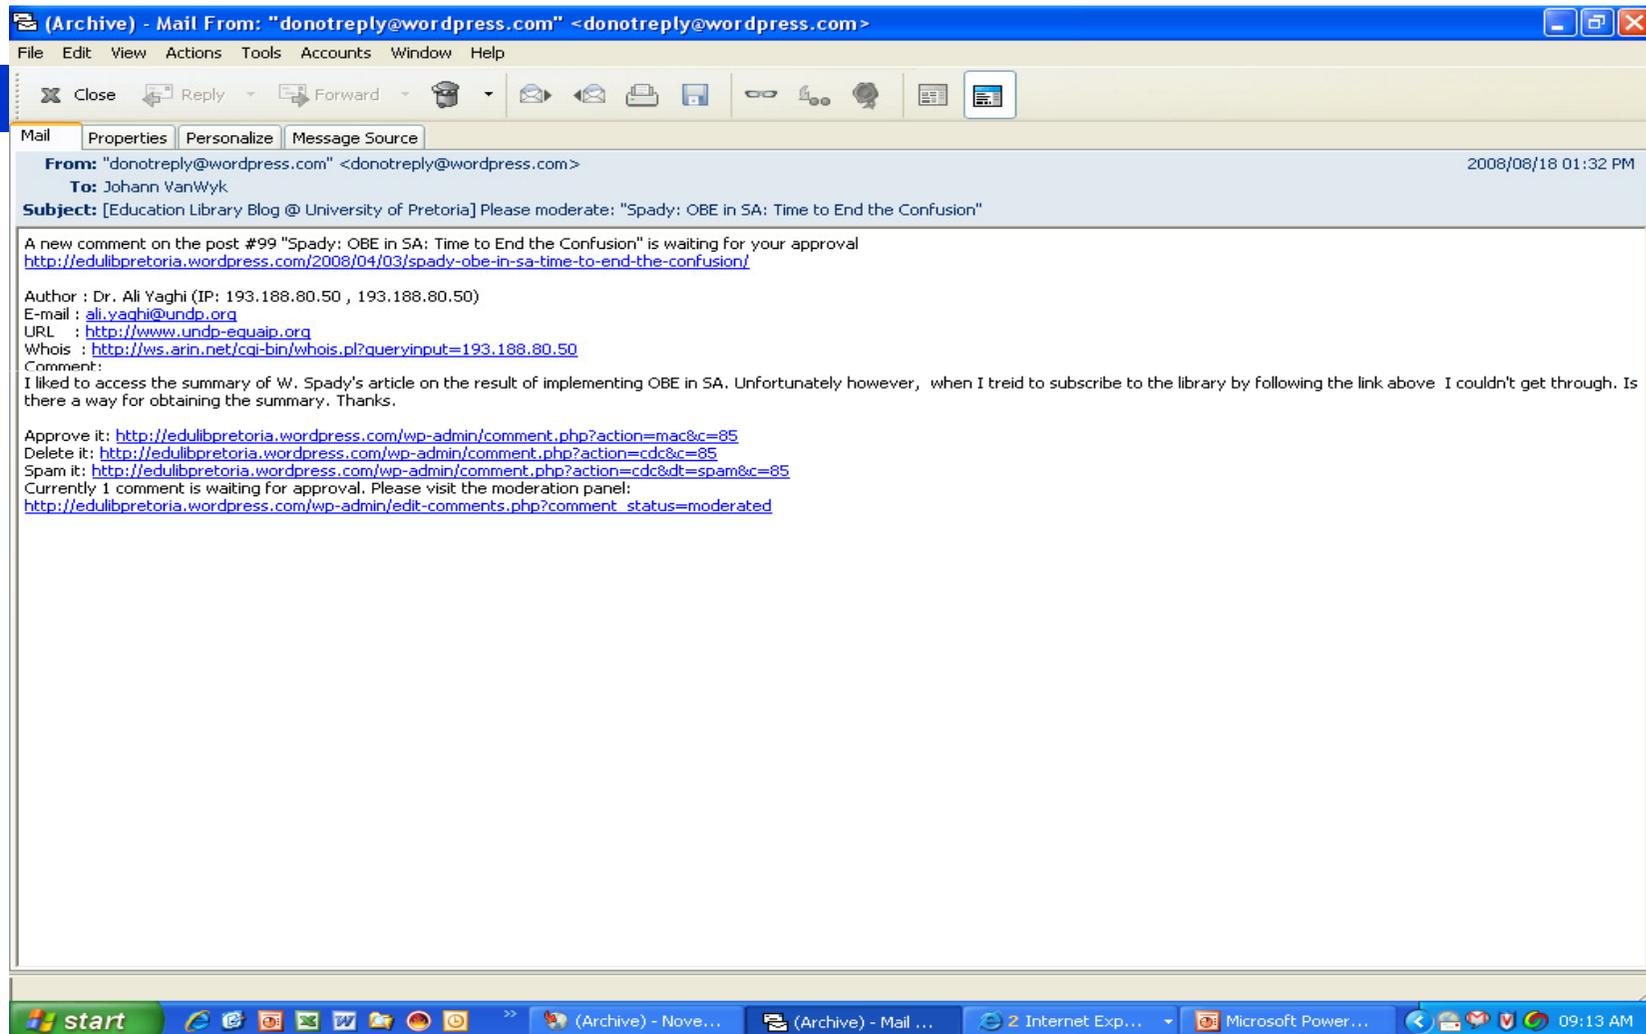 (Archive) - Mail From: "donotreply@wordpress.com" <donotreply@wordpress.com>
File Edit View Actions Tools Accounts Window Help
Close Reply Forward
Mail Properties Personalize Message Source
From: "donotreply@wordpress.com" <donotreply@wordpress.com> 2008/08/18 01:32 PM
To: Johann VanWyk
Subject: [Education Library Blog @ University of Pretoria] Please moderate: "Spady: OBE in SA: Time to End the Confusion"
A new comment on the post #99 "Spady: OBE in SA: Time to End the Confusion" is waiting for your approval
http://edulibpretoria.wordpress.com/2008/04/03/spady-obe-in-sa-time-to-end-the-confusion/
Author : Dr. Ali Yaghi (IP: 193.188.80.50 , 193.188.80.50)
E-mail : ali.yaghi@undp.org
URL : http://www.undp-equaip.org
Whois : http://ws.arin.net/cgi-bin/whois.pl?queryinput=193.188.80.50
Comment:
I liked to access the summary of W. Spady's article on the result of implementing OBE in SA. Unfortunately however, when I treid to subscribe to the library by following the link above I couldn't get through. Is
there a way for obtaining the summary. Thanks.
Approve it: http://edulibpretoria.wordpress.com/wp-admin/comment.php?action=mac&c=85
Delete it: http://edulibpretoria.wordpress.com/wp-admin/comment.php?action=cdc&c=85
Spam it: http://edulibpretoria.wordpress.com/wp-admin/comment.php?action=cdc&dt=spam&c=85
Currently 1 comment is waiting for approval. Please visit the moderation panel:
http://edulibpretoria.wordpress.com/wp-admin/edit-comments.php?comment_status=moderated
start (Archive) - Nove... (Archive) - Mail ... 2 Internet Exp... Microsoft Power... 09:13 AM